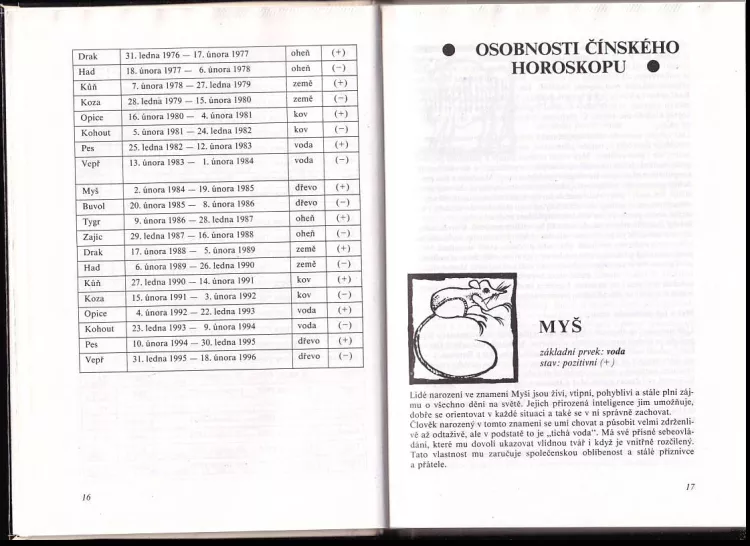 Drak 31. ledna 1976 — 17. února 1977 oheň (+)
Had 18. února 1977 — 6. února 1978 oheň (−)
Kůň 7. února 1978 — 27. ledna 1979 země (+)
Koza 28. ledna 1979 — 15. února 1980 země (−)
Opice 16. února 1980 — 4. února 1981 kov (+)
Kohout 5. února 1981 — 24. ledna 1982 kov (−)
Pes 25. ledna 1982 — 12. února 1983 voda (+)
Vepř 13. února 1983 — 1. února 1984 voda (−)
Myš 2. února 1984 — 19. února 1985 dřevo (+)
Buvol 20. února 1985 — 8. února 1986 dřevo (−)
Tygr 9. února 1986 — 28. ledna 1987 oheň (+)
Zajíc 29. ledna 1987 — 16. února 1988 oheň (−)
Drak 17. února 1988 — 5. února 1989 země (+)
Had 6. února 1989 — 26. ledna 1990 země (−)
Kůň 27. ledna 1990 — 14. února 1991 kov (+)
Koza 15. února 1991 — 3. února 1992 kov (−)
Opice 4. února 1992 — 22. ledna 1993 voda (+)
Kohout 23. ledna 1993 — 9. února 1994 voda (−)
Pes 10. února 1994 — 30. ledna 1995 dřevo (+)
Vepř 31. ledna 1995 — 18. února 1996 dřevo (−)
16
● OSOBNOSTI ČÍNSKÉHO
HOROSKOPU ●
MYŠ
základní prvek: voda
stav: pozitivní (+)
Lidé narození ve znamení Myši jsou živí, vtipní, pohybliví a stále plní zá-
mu o všechno dění na světě. Jejich přirozená inteligence jim umožňuje,
dobře se orientovat v každé situaci a také se v ní správně zachovat.
Člověk narozený v tomto znamení se umí chovat a působit velmi zdrženli-
vě až odtažitě, ale v podstatě to je „tichá voda". Má své přísné sebeovlá-
dání, které mu dovolí ukazovat vlídnou tvář i když je vnitřně rozčílený.
Tato vlastnost mu zaručuje společenskou oblíbenost a stálé příznivce
a přátele.
17